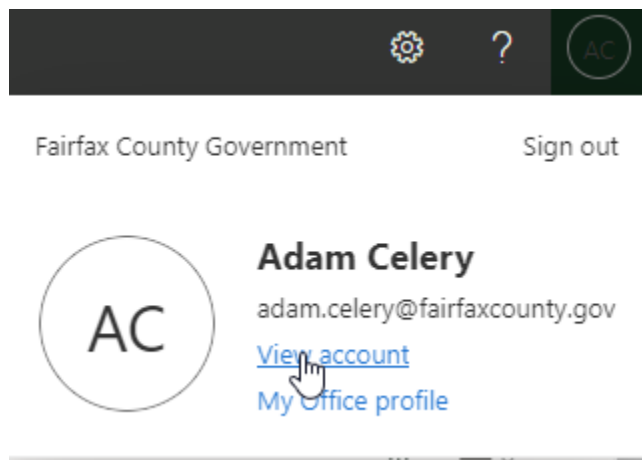 ? AC
Fairfax County Government Sign out
AC
Adam Celery
adam.celery@fairfaxcounty.gov
View account
My Office profile